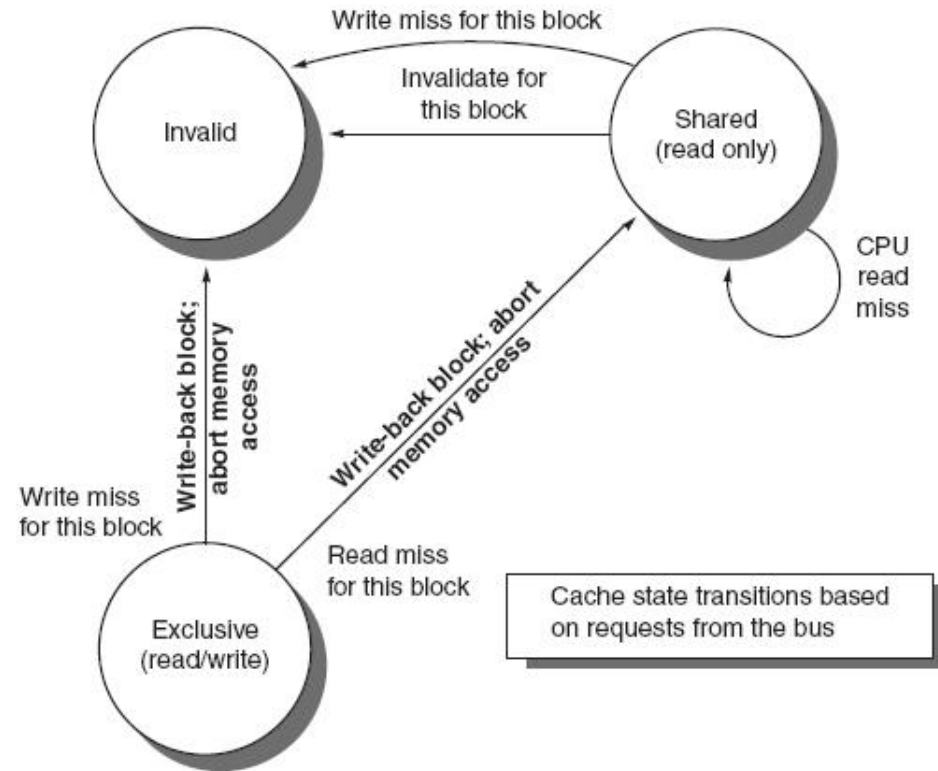 Write miss for this block
Invalidate for
this block
Invalid
Shared
(read only)
CPU
read
miss
Write-back block;
abort memory
access
Write-back block; abort
memory access
Write miss
for this block
Read miss
for this block
Exclusive
(read/write)
Cache state transitions based
on requests from the bus